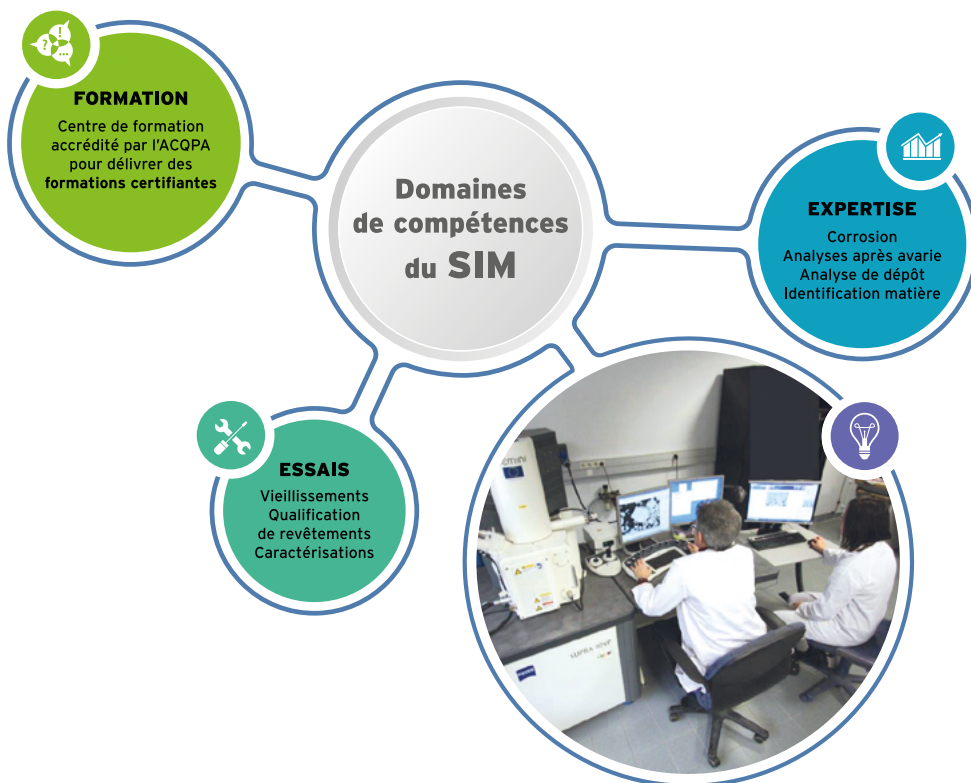 FORMATION
Centre de formation
accrédité par l'ACQPA
pour délivrer des
formations certifiantes
Domaines
de compétences
du SIM
EXPERTISE
Corrosion
Analyses après avarie
Analyse de dépôt
Identification matière
ESSAIS
Vieillissements
Qualification
de revêtements
Caractérisations